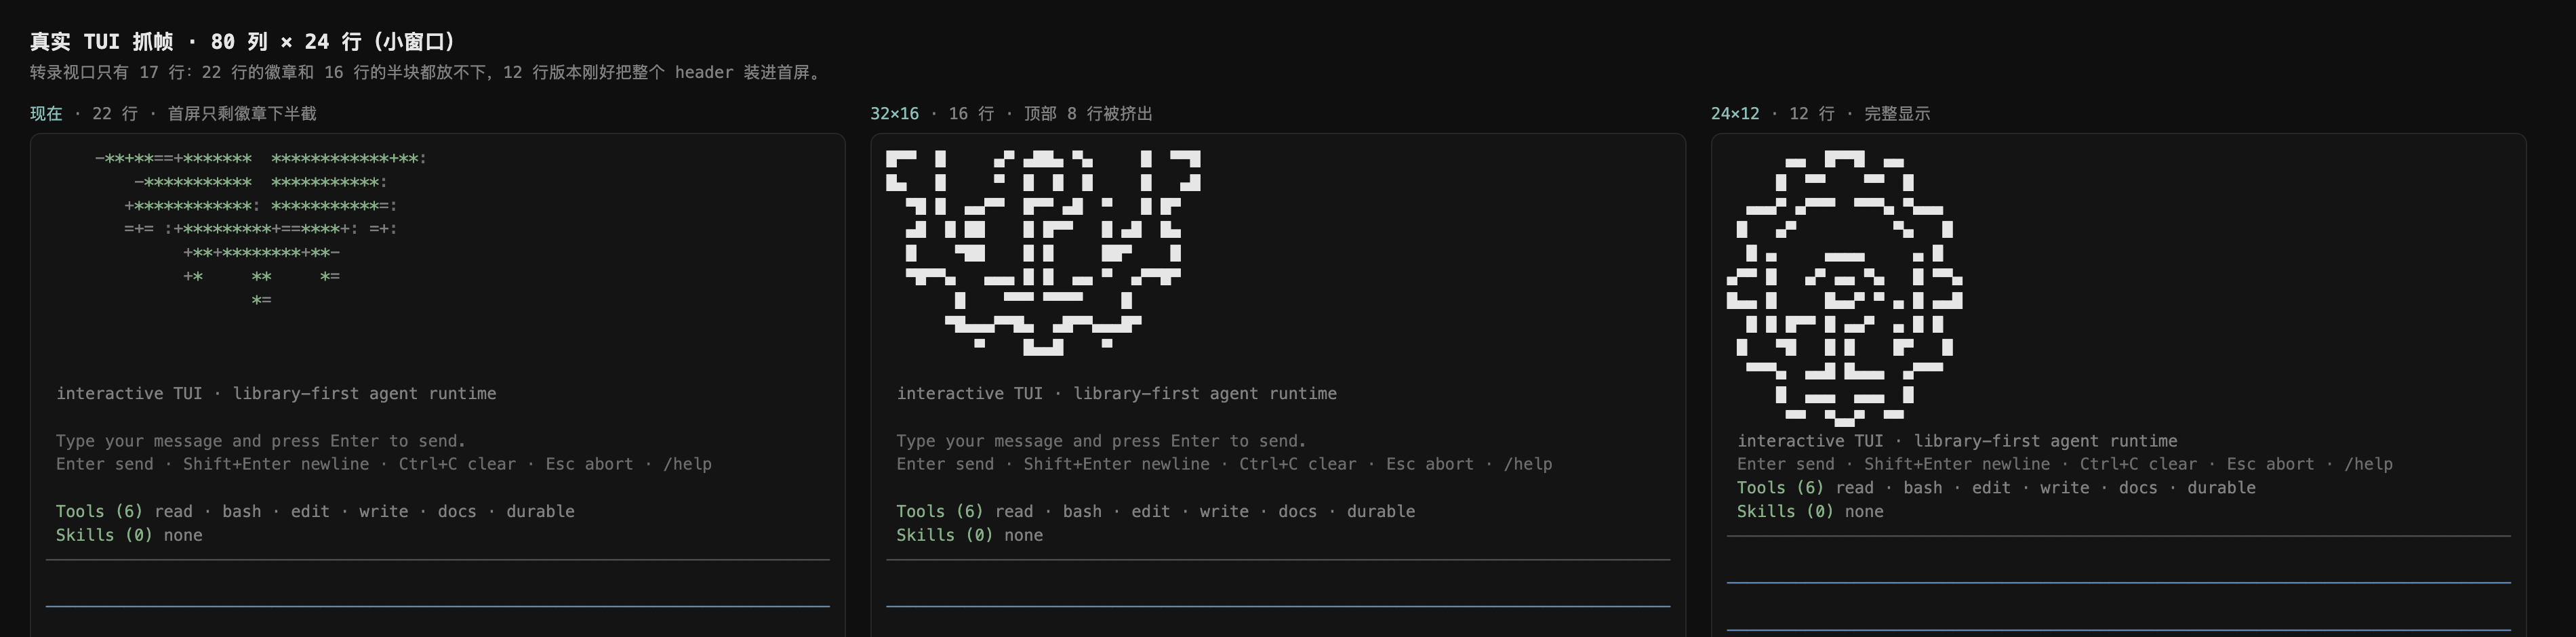 真实 TUI 抓帧 · 80 列 × 24 行（小窗口）
转录视口只有 17 行：22 行的徽章和 16 行的半块都放不下，12 行版本刚好把整个 header 装进首屏。
现在 · 22 行 · 首屏只剩徽章下半截
-**+**==+******* ************+**:
-*********** ***********:
+************: ***********=:
=+= :+*********+==****+: =+:
+**+********+**-
+* ** *=
*=
interactive TUI · library-first agent runtime
Type your message and press Enter to send.
Enter send · Shift+Enter newline · Ctrl+C clear · Esc abort · /help
Tools (6) read · bash · edit · write · docs · durable
Skills (0) none
32×16 · 16 行 · 顶部 8 行被挤出
interactive TUI · library-first agent runtime
Type your message and press Enter to send.
Enter send · Shift+Enter newline · Ctrl+C clear · Esc abort · /help
Tools (6) read · bash · edit · write · docs · durable
Skills (0) none
24×12 · 12 行 · 完整显示
interactive TUI · library-first agent runtime
Enter send · Shift+Enter newline · Ctrl+C clear · Esc abort · /help
Tools (6) read · bash · edit · write · docs · durable
Skills (0) none